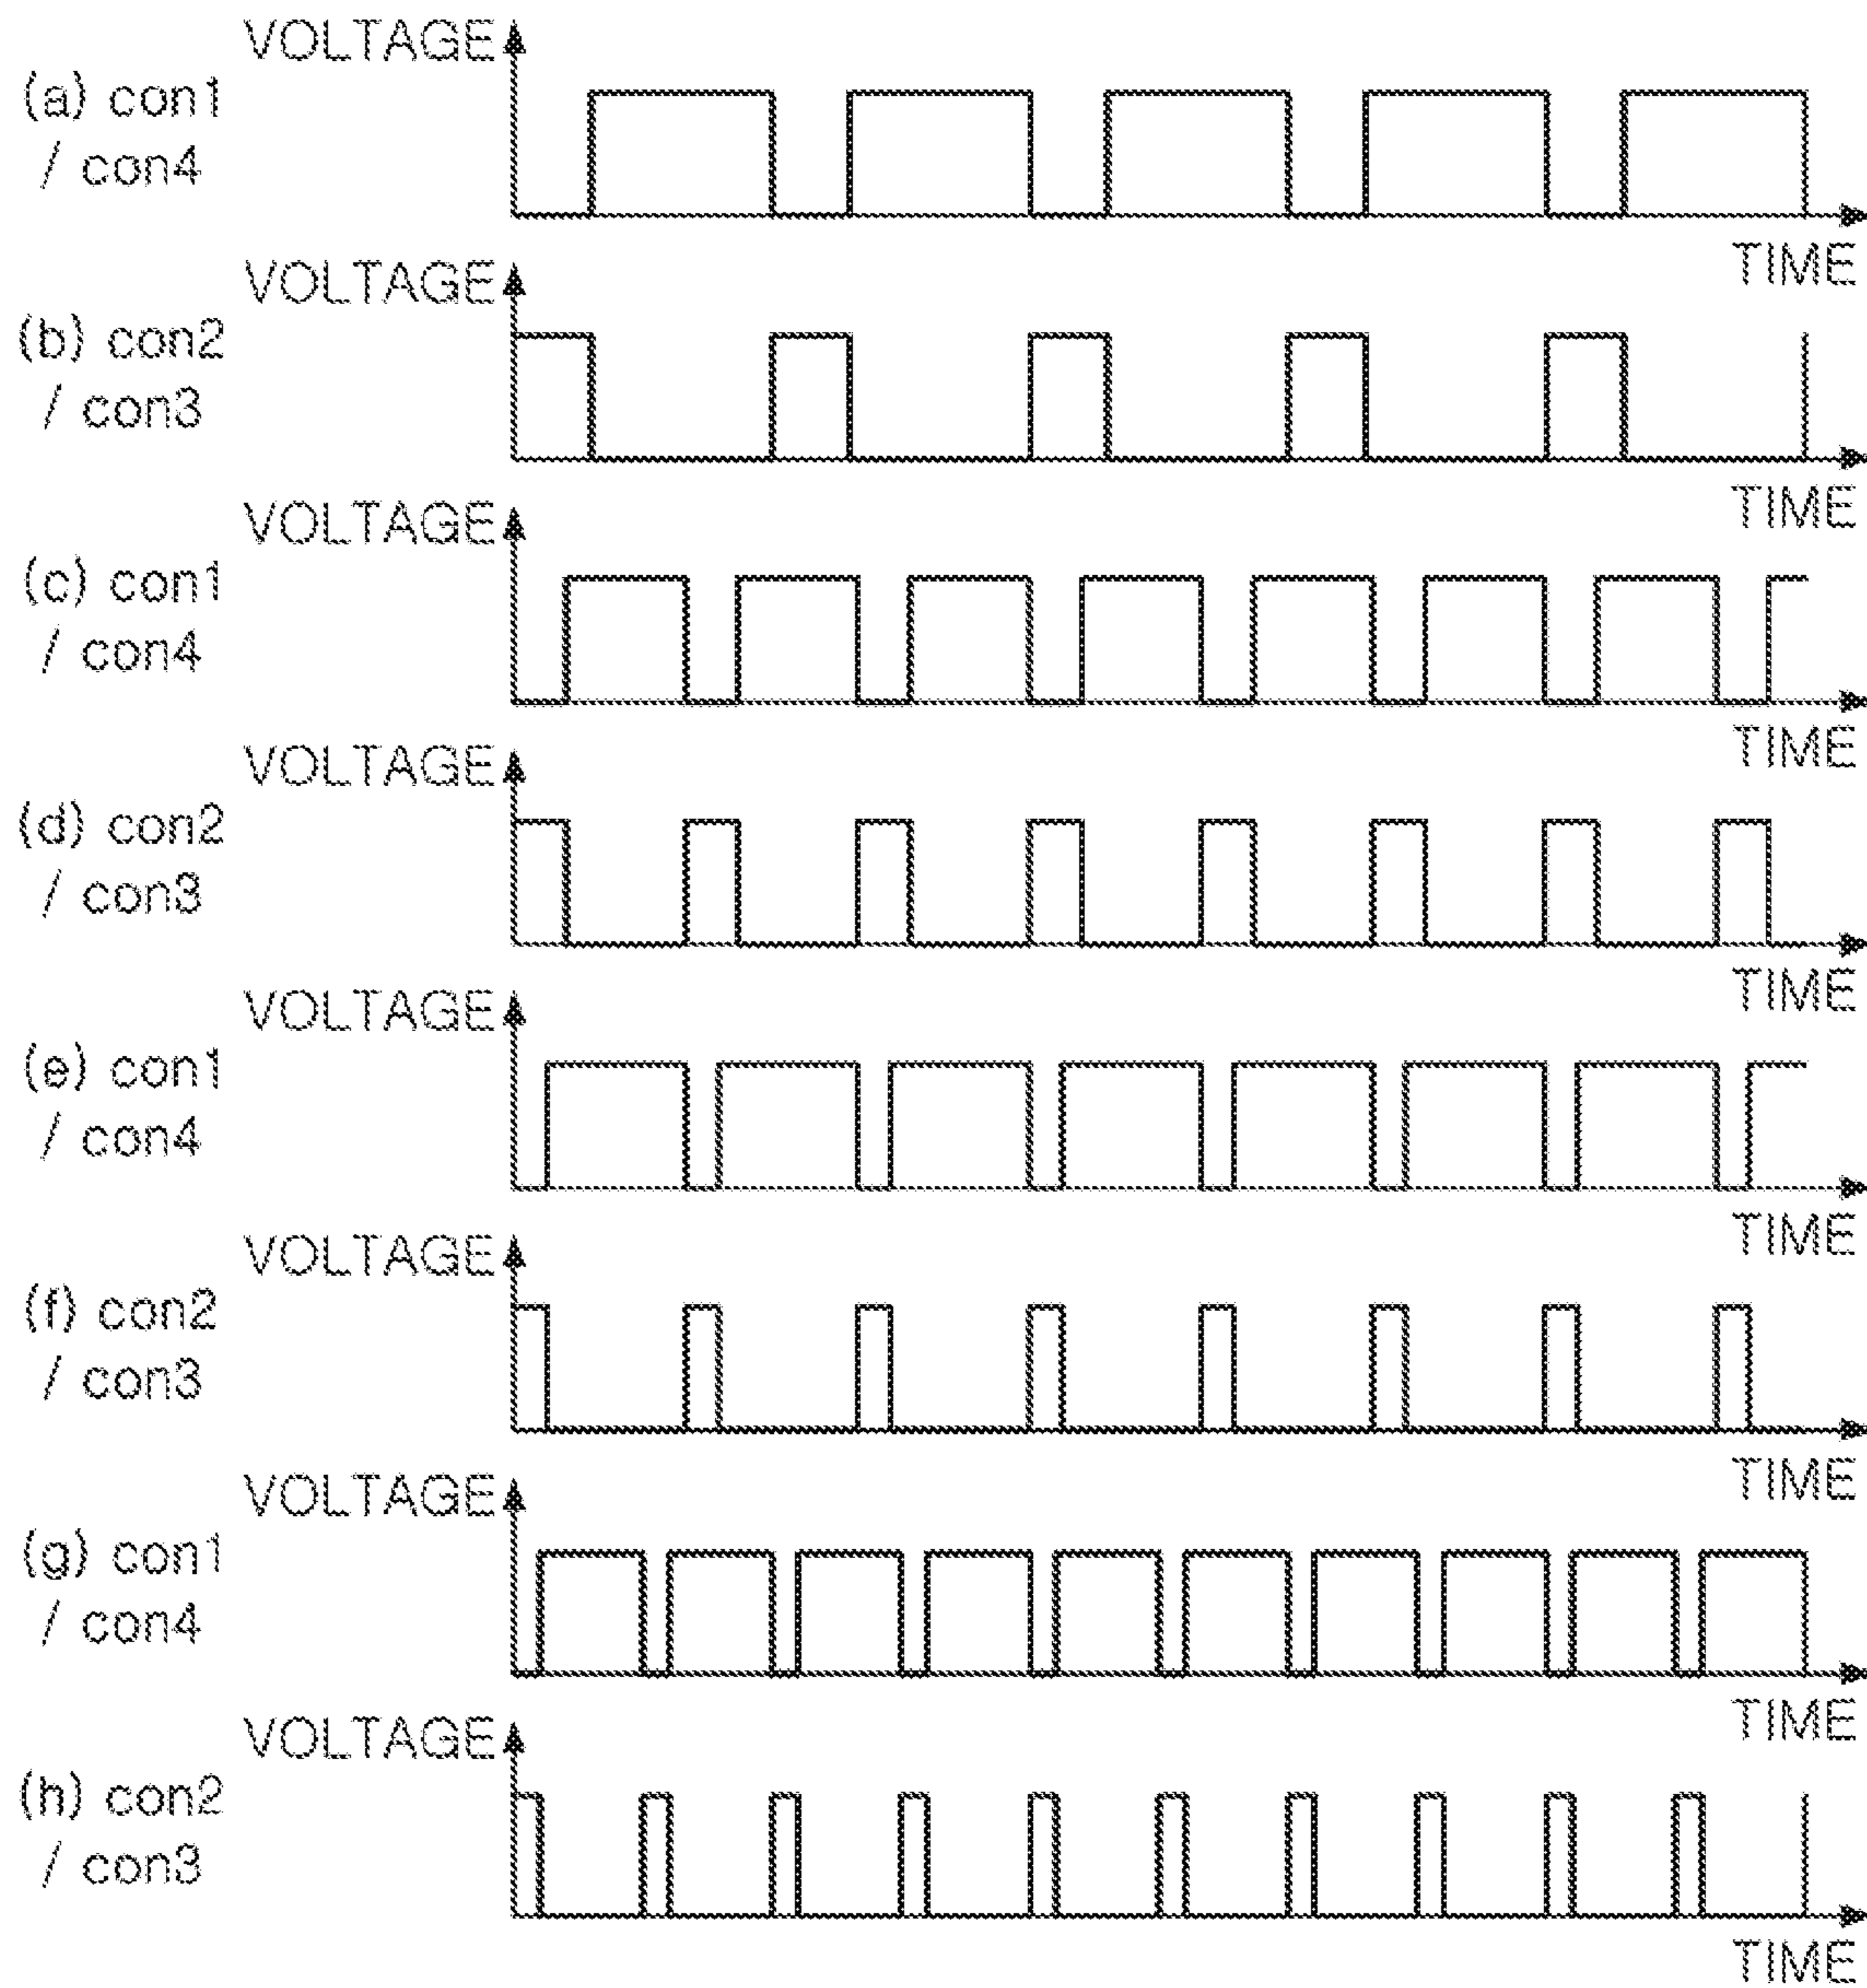 VOLTAGE
(a) con1
/ con4
TIME
VOLTAGE
(b) con2
/ con3
TIME
VOLTAGE
(c) con1
/ con4
TIME
VOLTAGE
(d) con2
/ con3
TIME
VOLTAGE
(e) con1
/ con4
TIME
VOLTAGE
(f) con2
/ con3
TIME
VOLTAGE
(g) con1
/ con4
TIME
VOLTAGE
(h) con2
/ con3
TIME